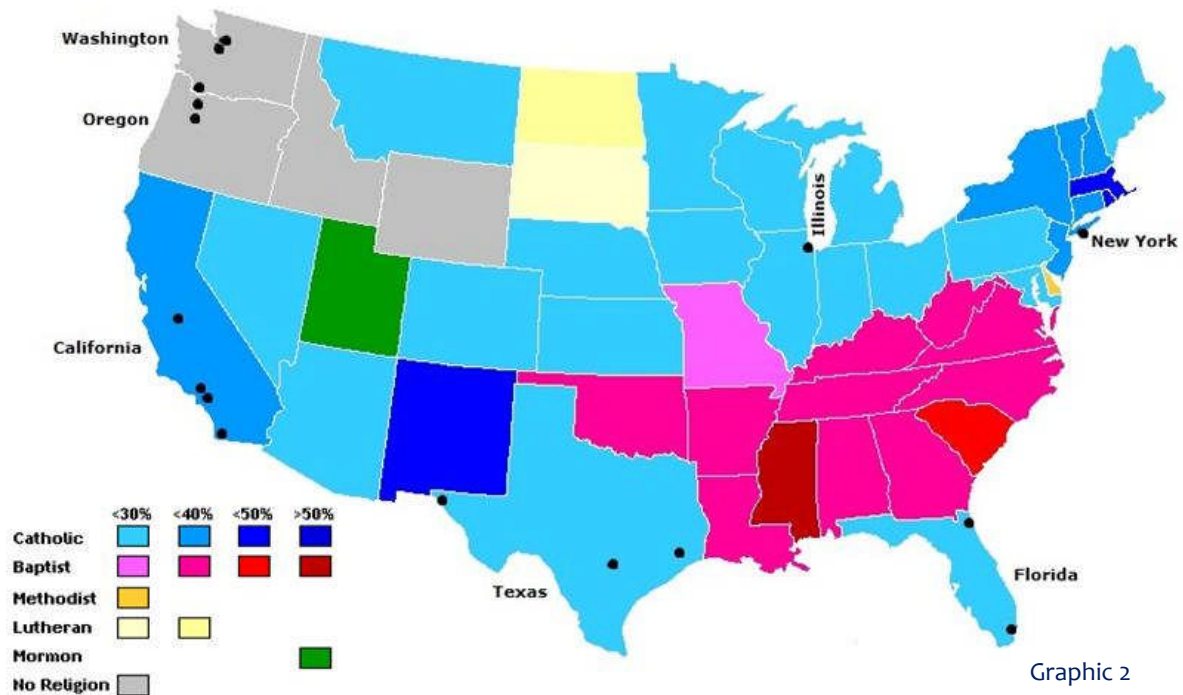 Washington
Oregon
Illinois
New York
California
<30% <40% <50% >50%
Catholic
Baptist
Methodist
Lutheran
Mormon
No Religion
Texas
Florida
Graphic 2